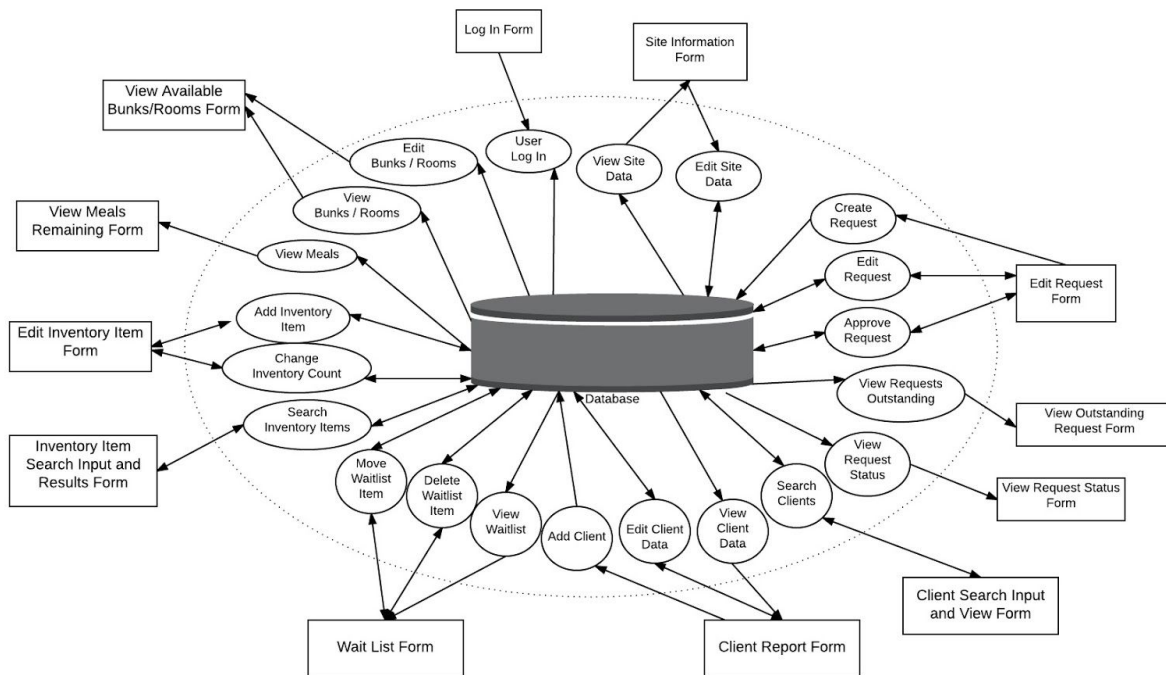 Log In Form
Site Information
Form
View Available
Bunks/Rooms Form
Edit
Bunks / Rooms
User
Log In
View Site
Data
Edit Site
Data
View
Bunks / Rooms
Create
Request
View Meals
Remaining Form
View Meals
Edit
Request
Edit Request
Form
Add Inventory
Item
Approve
Request
Edit Inventory Item
Form
Change
Inventory Count
Database
View Requests
Outstanding
Search
Inventory Items
View Outstanding
Request Form
Inventory Item
Search Input and
Results Form
Move
Waitlist
Item
Delete
Waitlist
Item
View
Waitlist
Add Client
Edit Client
Data
View
Client
Data
Search
Clients
View
Request
Status
View Request Status
Form
Client Search Input
and View Form
Wait List Form
Client Report Form